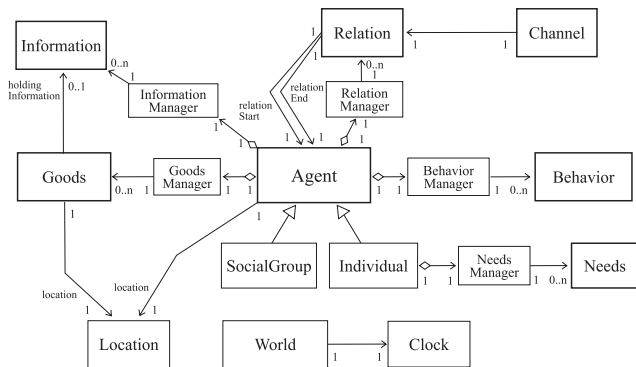 Information
Relation
Channel
1
1
1
1
0..n
1
holding
Information
0..1
Information
Manager
1
relation
Start
relation
End
0..n
1
Relation
Manager
1
1
1
1
1
Goods
0..n
1
Goods
Manager
1
1
Agent
1
1
Behavior
Manager
1
0..n
Behavior
1
1
SocialGroup
Individual
1
1
Needs
Manager
1
0..n
Needs
location
location
1
1
Location
World
1
1
Clock